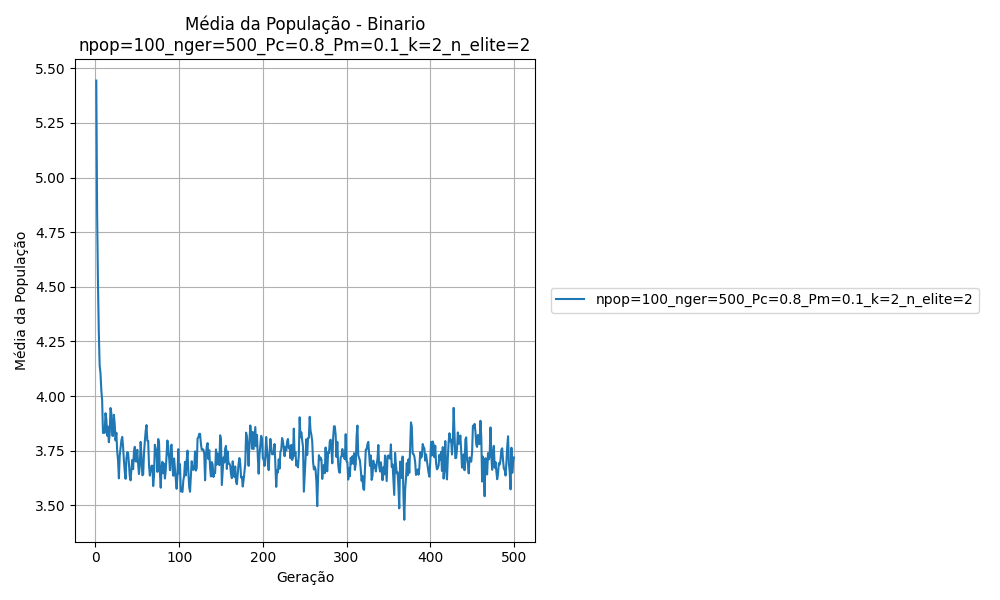 Média da População - Binario
npop=100_nger=500_Pc=0.8_Pm=0.1_k=2_n_elite=2
5.50
5.25
5.00
4.75
4.50
4.25
4.00
3.75
3.50
Média da População
0 100 200 300 400 500
Geração
npop=100_nger=500_Pc=0.8_Pm=0.1_k=2_n_elite=2